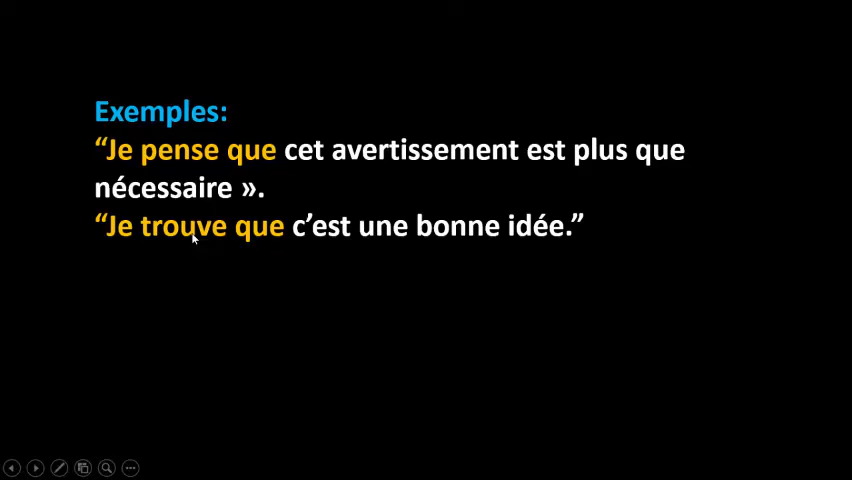 Exemples:
“Je pense que cet avertissement est plus que
nécessaire ».
“Je trouve que c’est une bonne idée.”